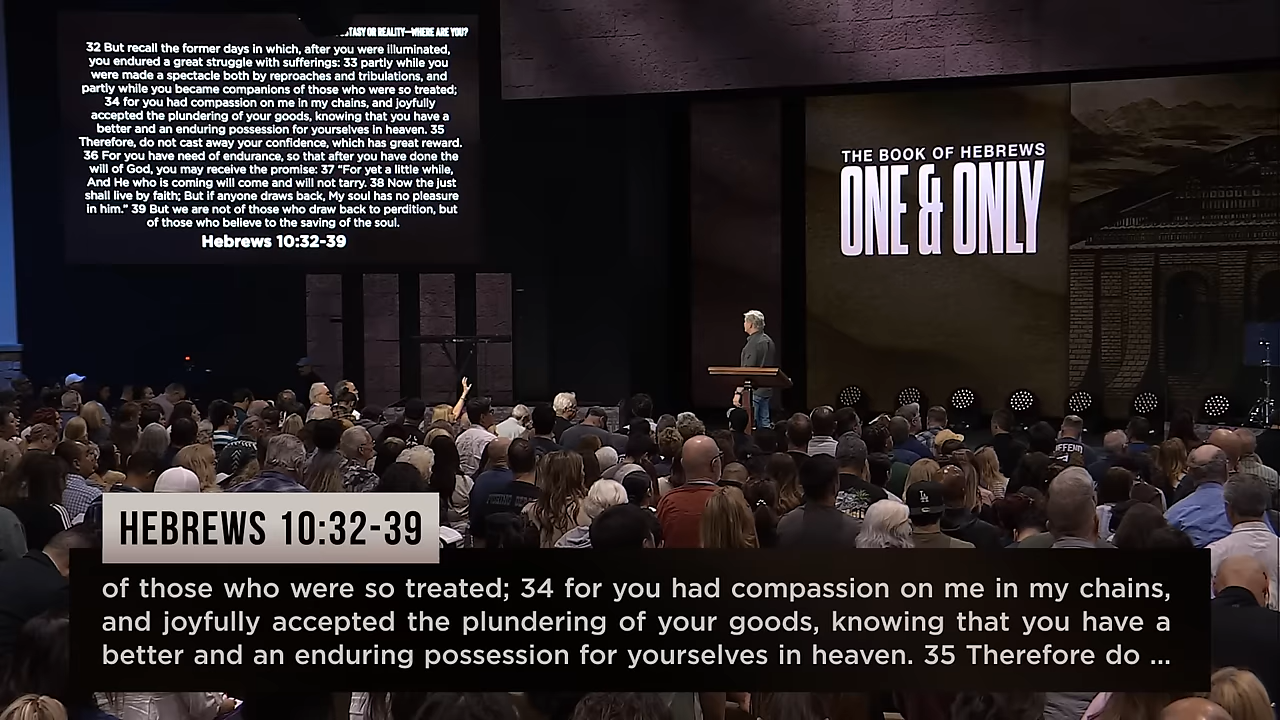 TASY OR REALITY—WHERE ARE YOU?
32 But recall the former days in which, after you were illuminated,
you endured a great struggle with sufferings: 33 partly while you
were made a spectacle both by reproaches and tribulations, and
partly while you became companions of those who were so treated;
34 for you had compassion on me in my chains, and joyfully
accepted the plundering of your goods, knowing that you have a
better and an enduring possession for yourselves in heaven. 35
Therefore, do not cast away your confidence, which has great reward.
36 For you have need of endurance, so that after you have done the
will of God, you may receive the promise: 37 “For yet a little while,
And He who is coming will come and will not tarry. 38 Now the just
shall live by faith; But if anyone draws back, My soul has no pleasure
in him.” 39 But we are not of those who draw back to perdition, but
of those who believe to the saving of the soul.
Hebrews 10:32-39
THE BOOK OF HEBREWS
ONE & ONLY
LA
HEBREWS 10:32-39
of those who were so treated; 34 for you had compassion on me in my chains,
and joyfully accepted the plundering of your goods, knowing that you have a
better and an enduring possession for yourselves in heaven. 35 Therefore do ...